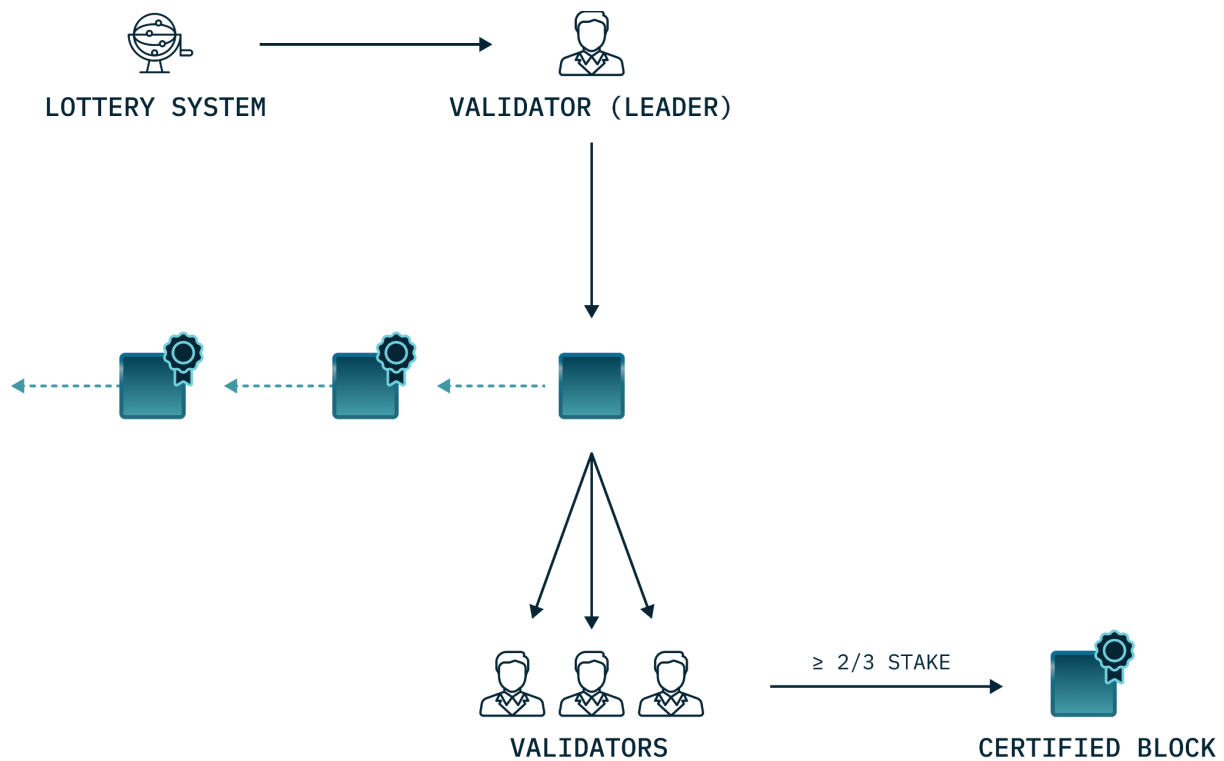 LOTTERY SYSTEM
VALIDATOR (LEADER)
≥ 2/3 STAKE
VALIDATORS
CERTIFIED BLOCK